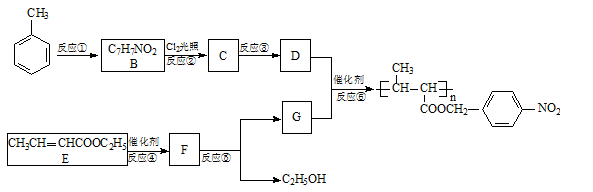 CH₃
反应①
C₇H₇NO₂
B
Cl₂光照
反应②
C
反应③
D
催化剂
反应⑥
CH₃
[CH-CH]n
COOCH₂-
-NO₂
G
CH₃CH=CHCOOC₂H₅
E
催化剂
反应④
F
反应⑤
C₂H₅OH